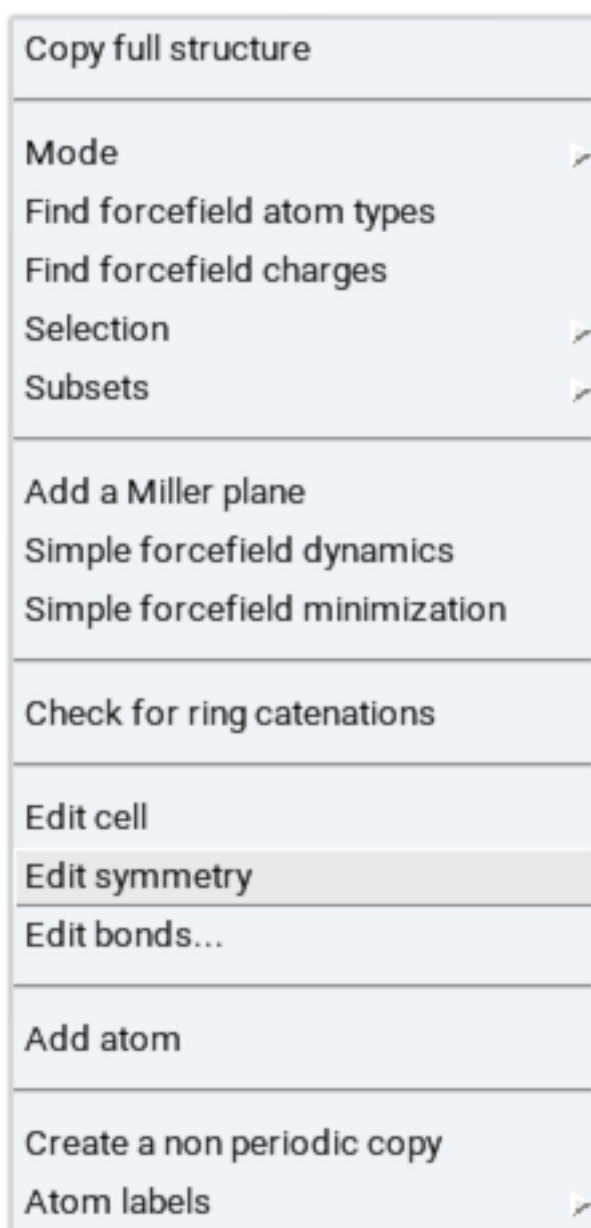 Copy full structure
Mode
Find forcefield atom types
Find forcefield charges
Selection
Subsets
Add a Miller plane
Simple forcefield dynamics
Simple forcefield minimization
Check for ring catenations
Edit cell
Edit symmetry
Edit bonds...
Add atom
Create a non periodic copy
Atom labels